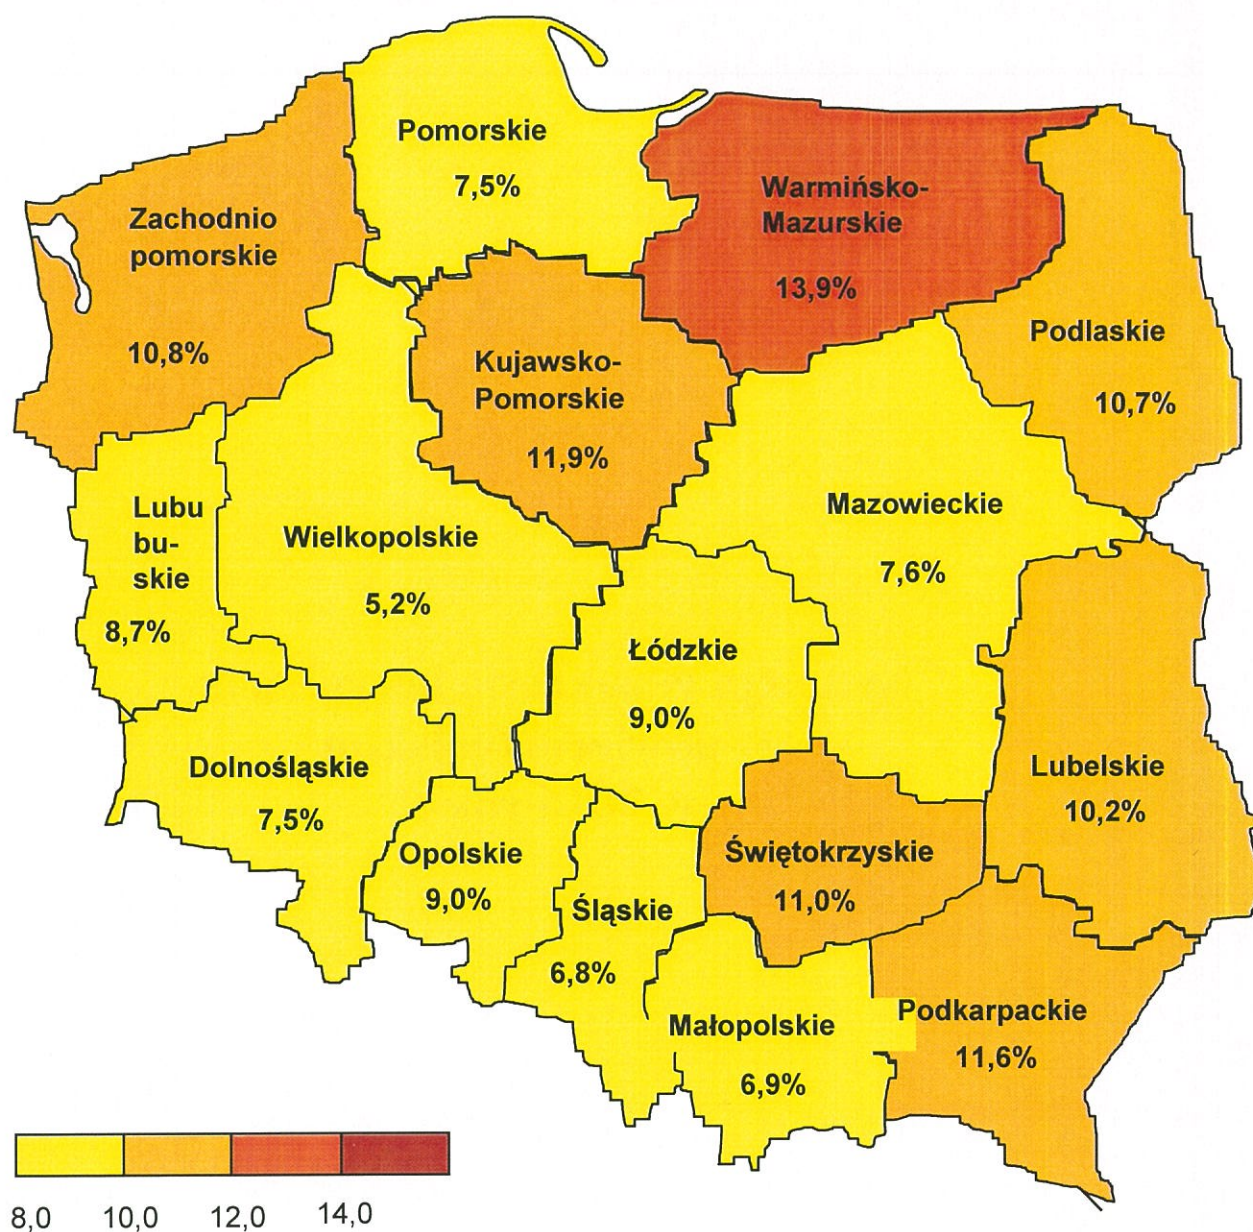 Pomorskie
7,5%
Warmińsko-
Mazurskie
13,9%
Zachodnio
pomorskie
10,8%
Podlaskie
10,7%
Kujawsko-
Pomorskie
11,9%
Lubu
bu-
skie
8,7%
Wielkopolskie
5,2%
Mazowieckie
7,6%
Łódzkie
9,0%
Dolnośląskie
7,5%
Lubelskie
10,2%
Opolskie
9,0%
Śląskie
6,8%
Świętokrzyskie
11,0%
Małopolskie
6,9%
Podkarpackie
11,6%
8,0 10,0 12,0 14,0